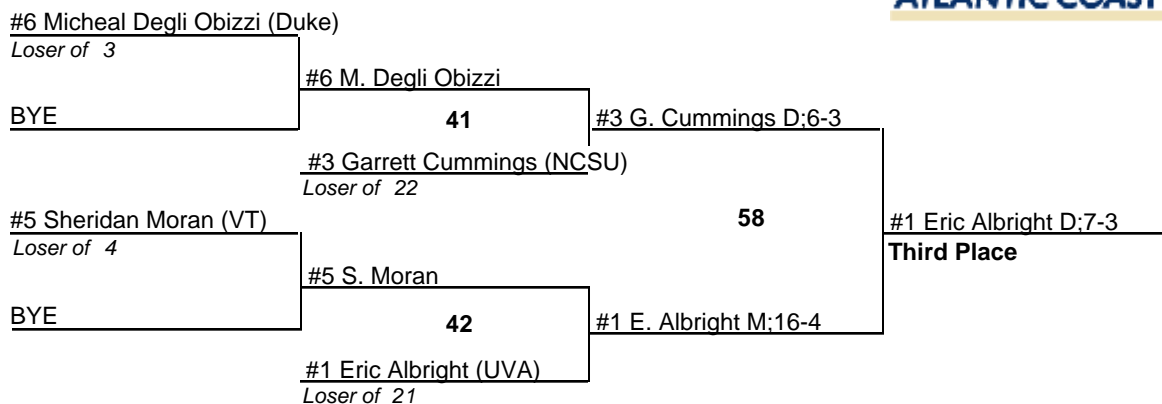 ATLANTIC COAST
#6 Micheal Degli Obizzi (Duke)
Loser of 3
#6 M. Degli Obizzi
BYE
41
#3 G. Cummings D;6-3
#3 Garrett Cummings (NCSU)
Loser of 22
#5 Sheridan Moran (VT)
58
#1 Eric Albright D;7-3
Loser of 4
Third Place
#5 S. Moran
BYE
42
#1 E. Albright M;16-4
#1 Eric Albright (UVA)
Loser of 21